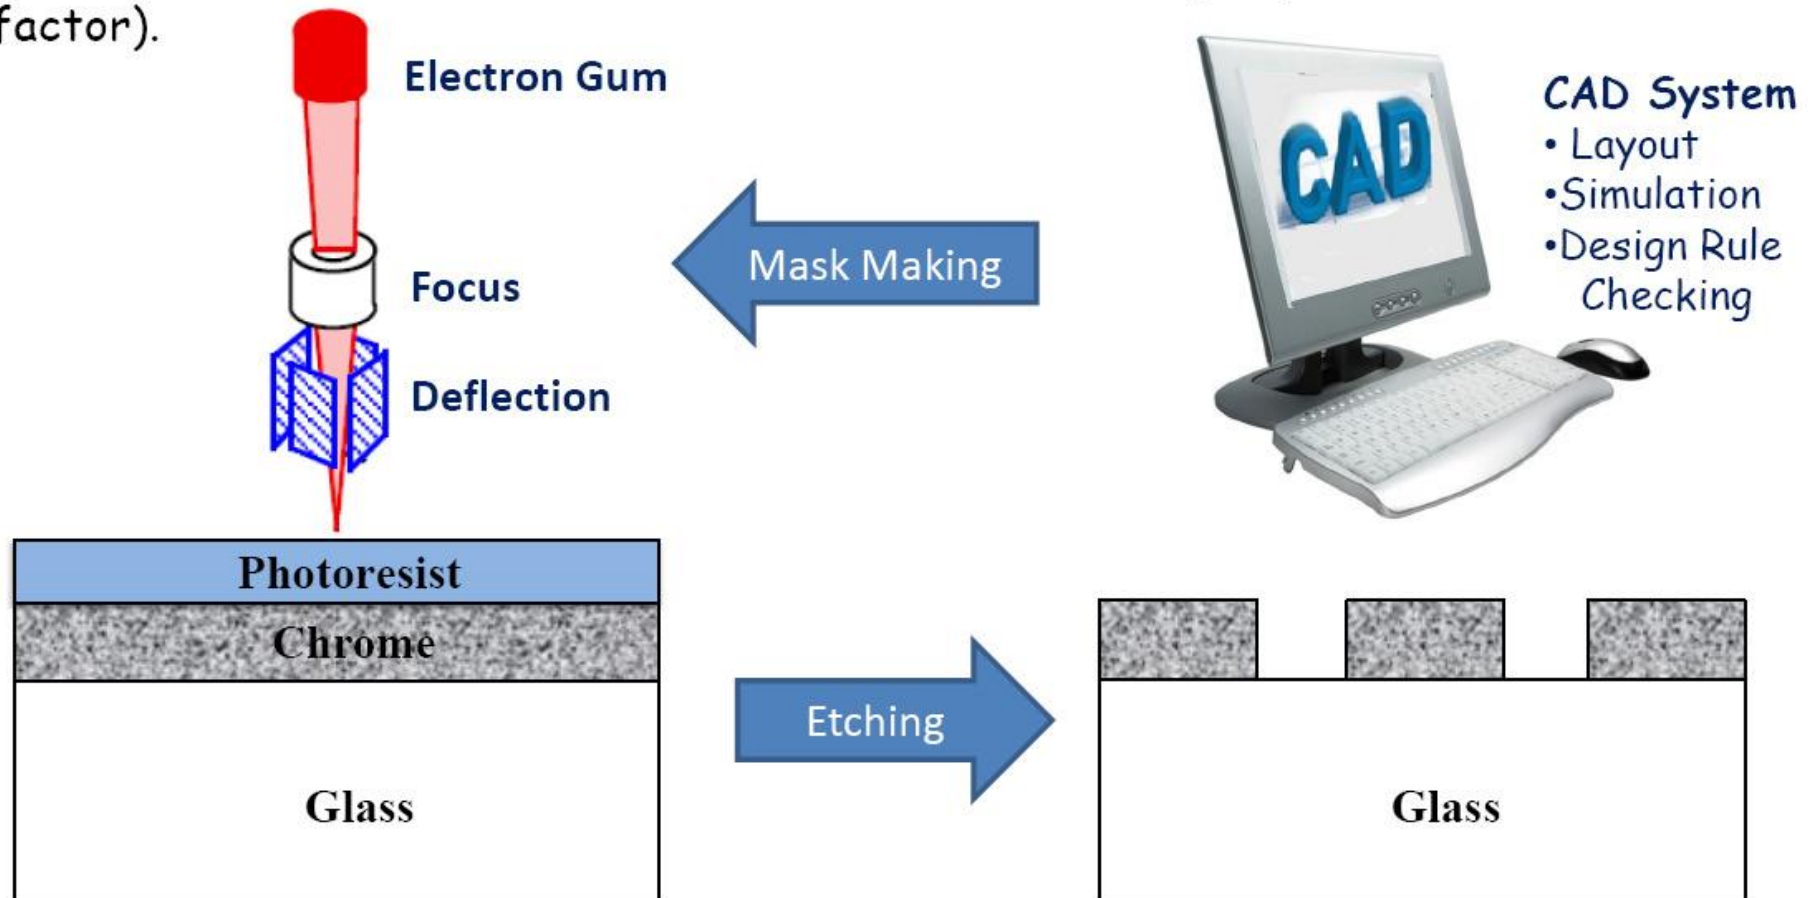 factor).
Electron Gum
Focus
Deflection
Mask Making
CAD
CAD System
• Layout
•Simulation
•Design Rule
Checking
Photoresist
Chrome
Glass
Etching
Glass